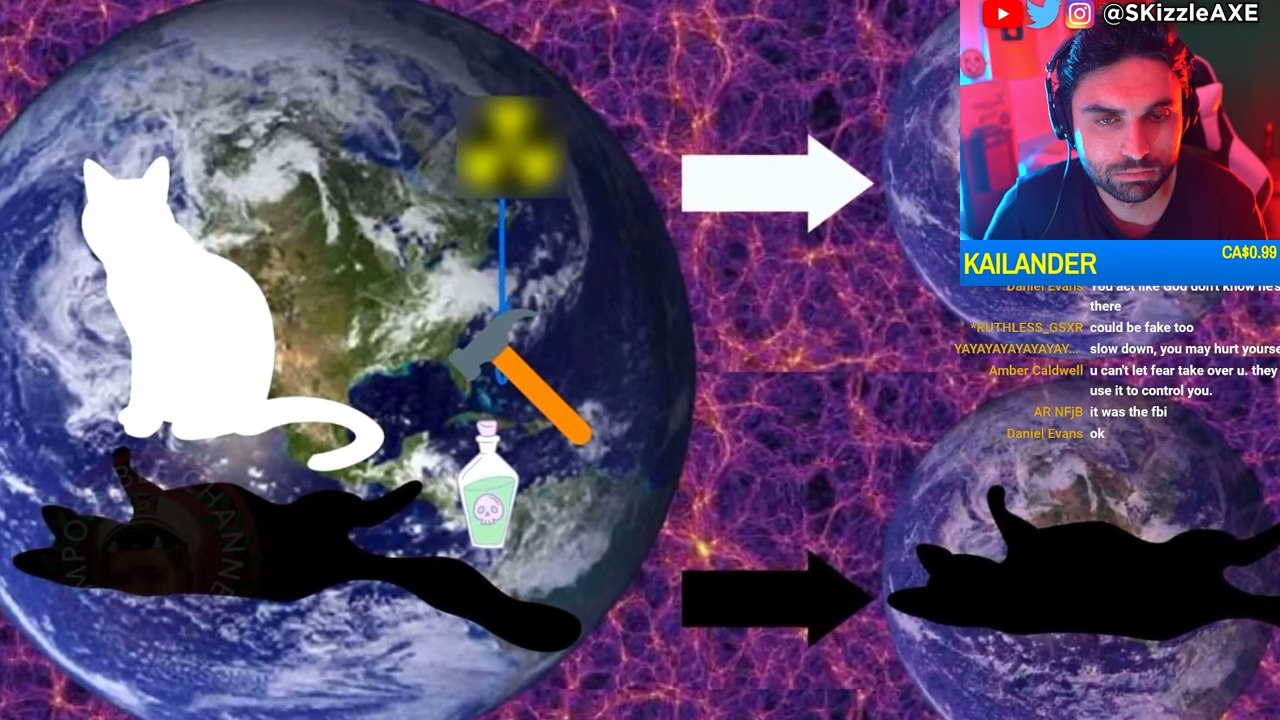 @SKizzleAXE
KAILANDER
CA$0.99
Daniel Evans You act like God don't know he's
there
*RUTHLESS_GSXR could be fake too
YAYAYAYAYAYAYAY... slow down, you may hurt yourse
Amber Caldwell u can't let fear take over u. they
use it to control you.
AR NFjB it was the fbi
Daniel Evans ok
CHANNE